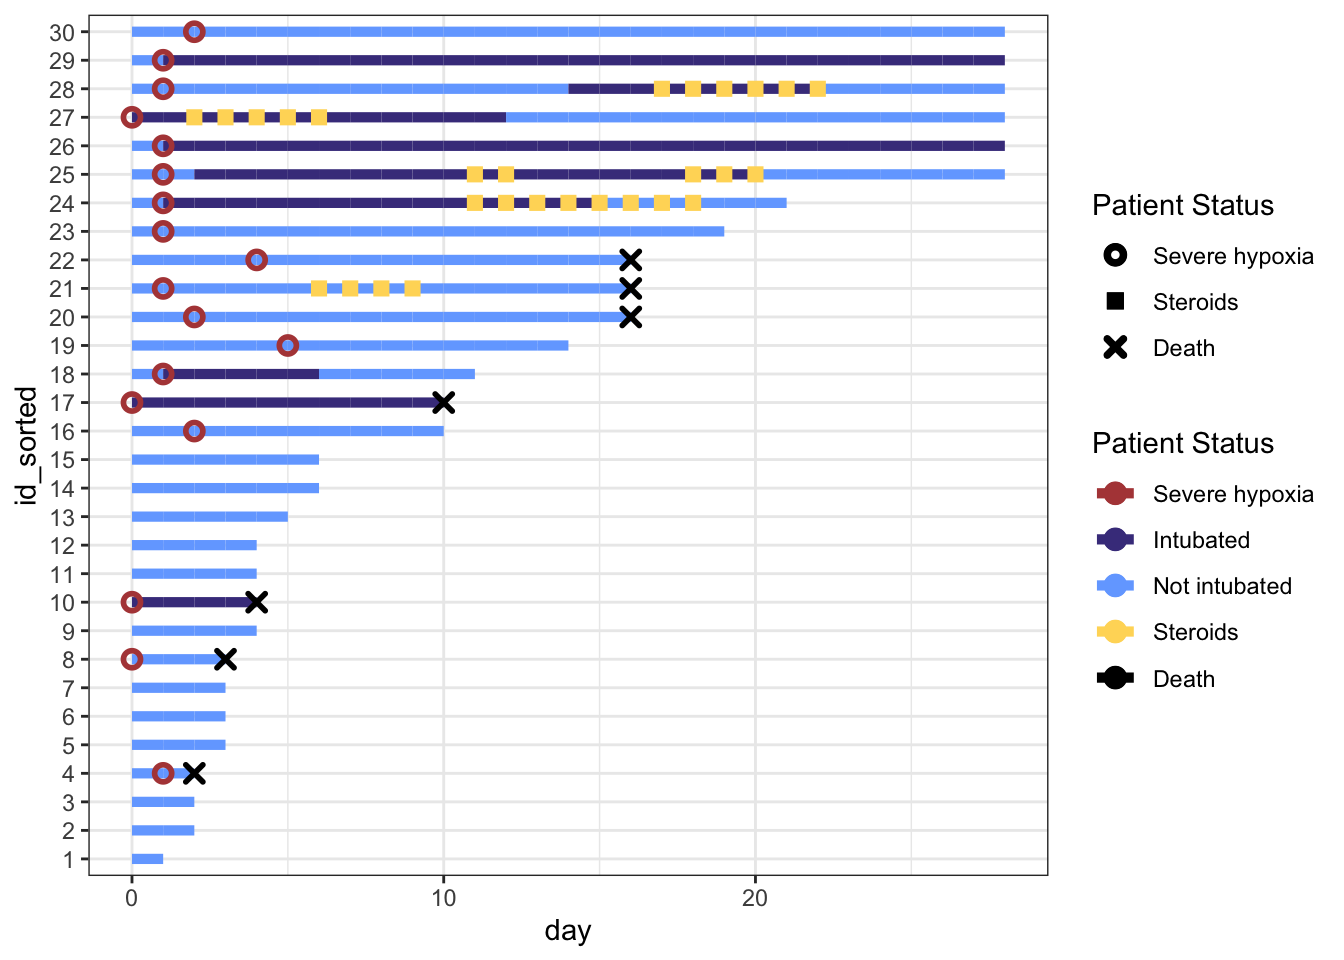 30
29
28
27
26
25
24
23
22
21
20
19
18
17
16
15
14
13
12
11
10
9
8
7
6
5
4
3
2
1
id_sorted
0 10 20
day
Patient Status
Severe hypoxia
Steroids
Death
Patient Status
Severe hypoxia
Intubated
Not intubated
Steroids
Death